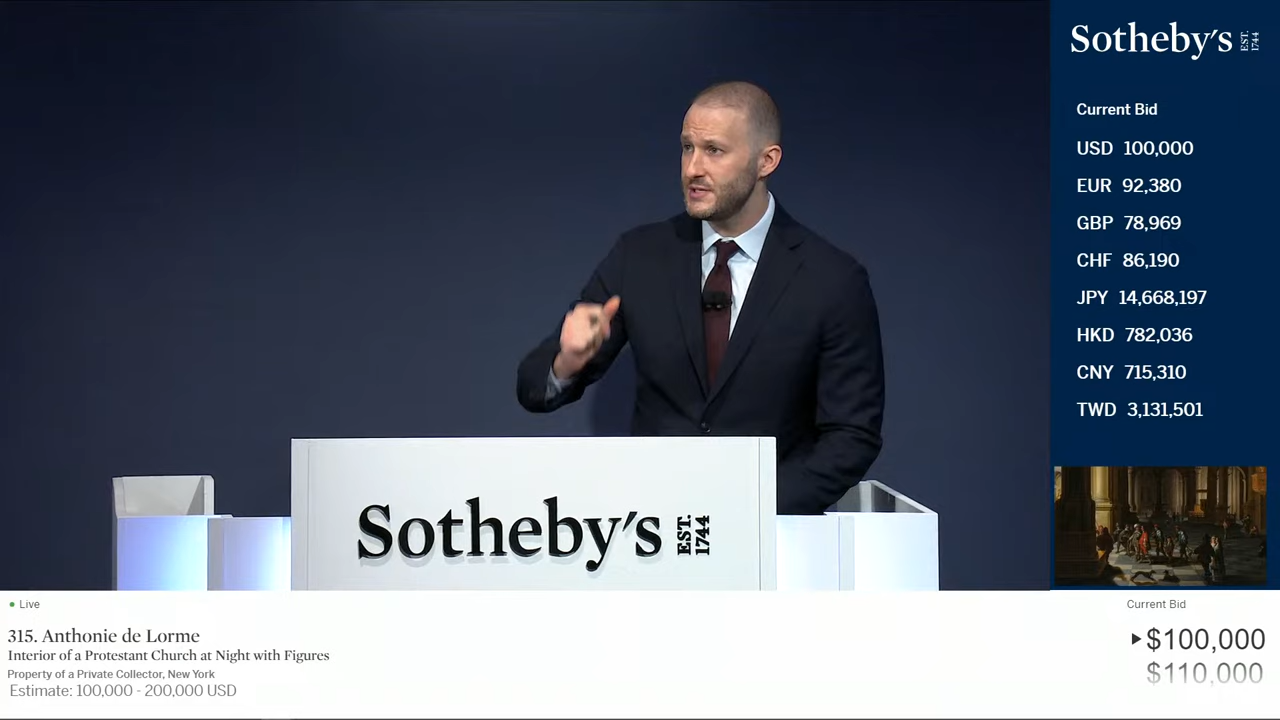 Sotheby's EST. 1744
Current Bid
USD 100,000
EUR 92,380
GBP 78,969
CHF 86,190
JPY 14,668,197
HKD 782,036
CNY 715,310
TWD 3,131,501
Sotheby's EST. 1744
Live
315. Anthonie de Lorme
Interior of a Protestant Church at Night with Figures
Property of a Private Collector, New York
Estimate: 100,000 - 200,000 USD
Current Bid
$100,000
$110,000